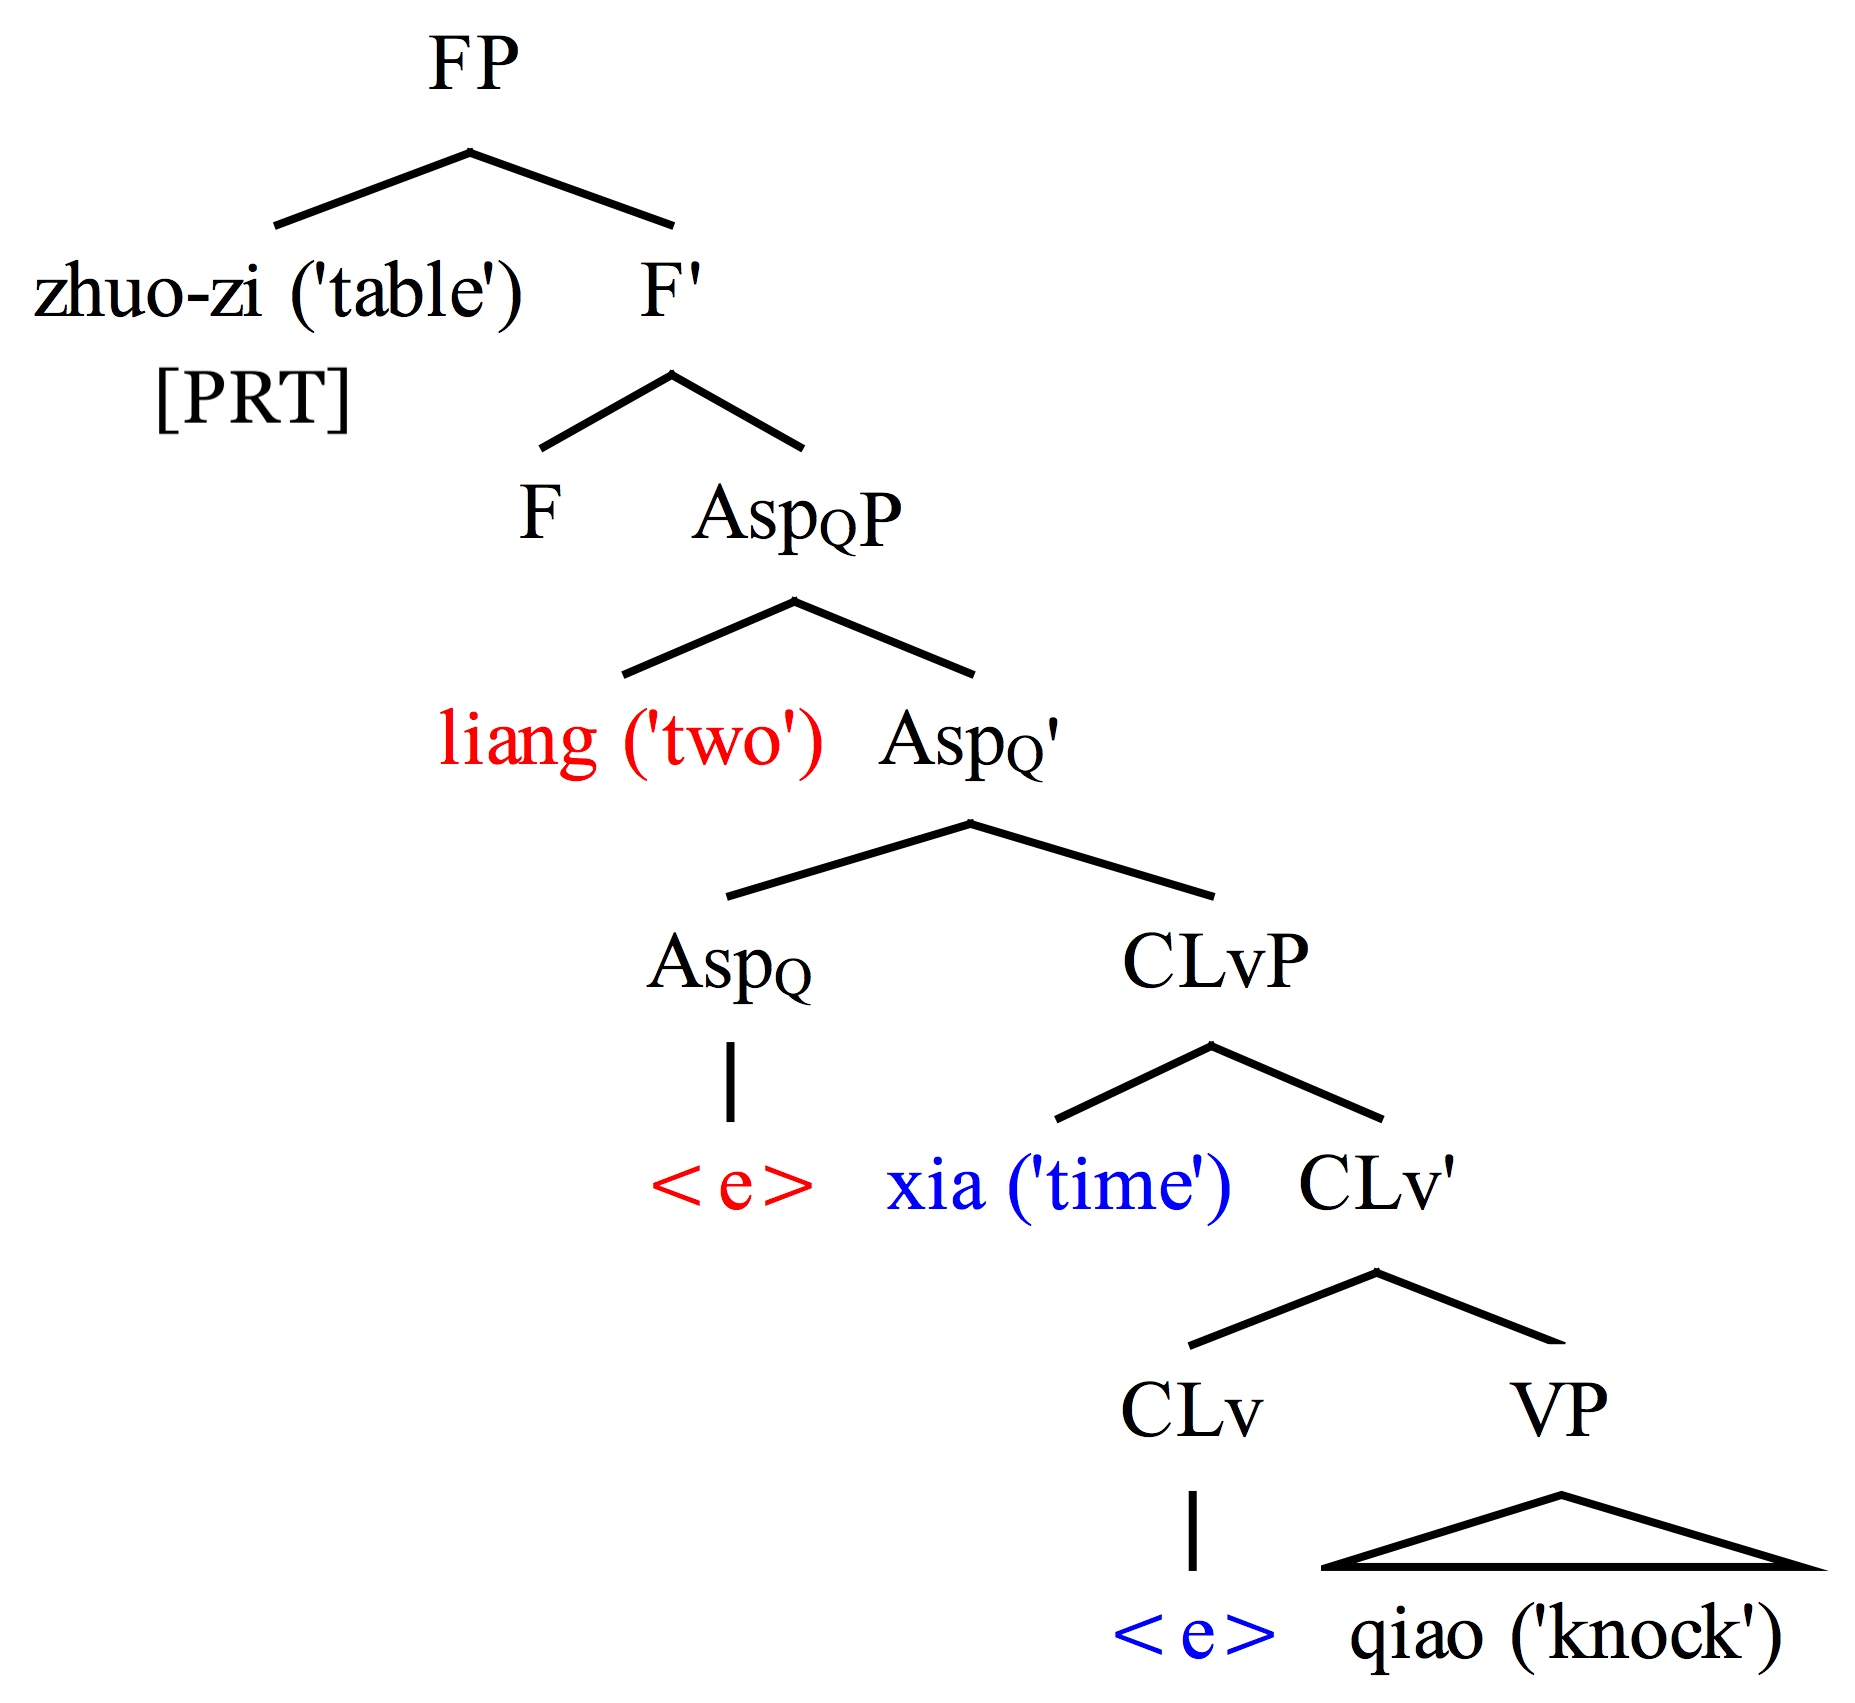 FP
zhuo-zi ('table') F'
[PRT]
F AspQP
liang ('two') AspQ'
AspQ CLvP
<e> xia ('time') CLv'
CLv VP
<e> qiao ('knock')